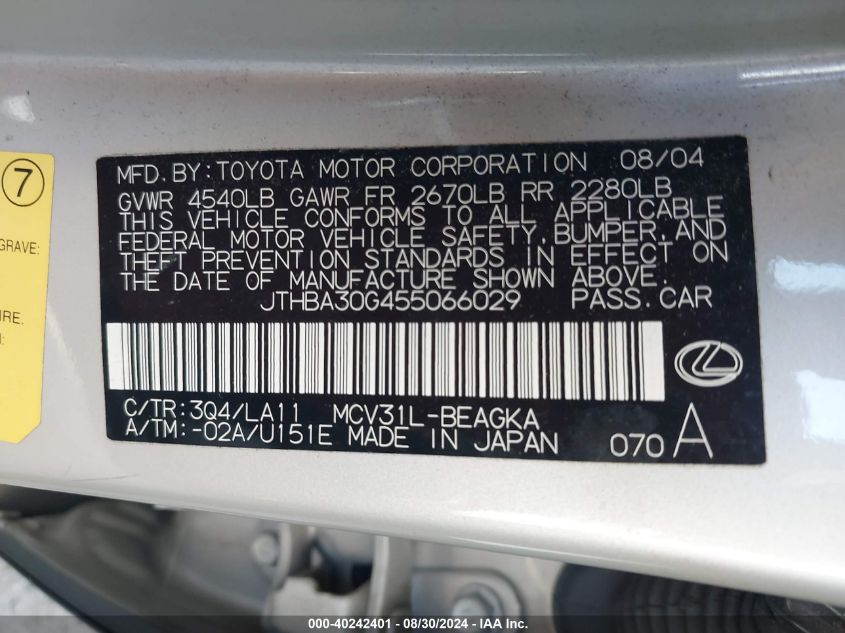 7
GRAVE:
URE.
:
MFD. BY: TOYOTA MOTOR CORPORATION 08/04
GVWR 4540LB GAWR FR 2670LB RR 2280LB
THIS VEHICLE CONFORMS TO ALL APPLICABLE
FEDERAL MOTOR VEHICLE SAFETY, BUMPER, AND
THEFT PREVENTION STANDARDS IN EFFECT ON
THE DATE OF MANUFACTURE SHOWN ABOVE.
JTHBA30G455066029 PASS. CAR
C/TR: 3Q4/LA11 MCV31L-BEAGKA
A/TM: -02A/U151E MADE IN JAPAN 070 A
000-40242401 - 08/30/2024 - IAA Inc.